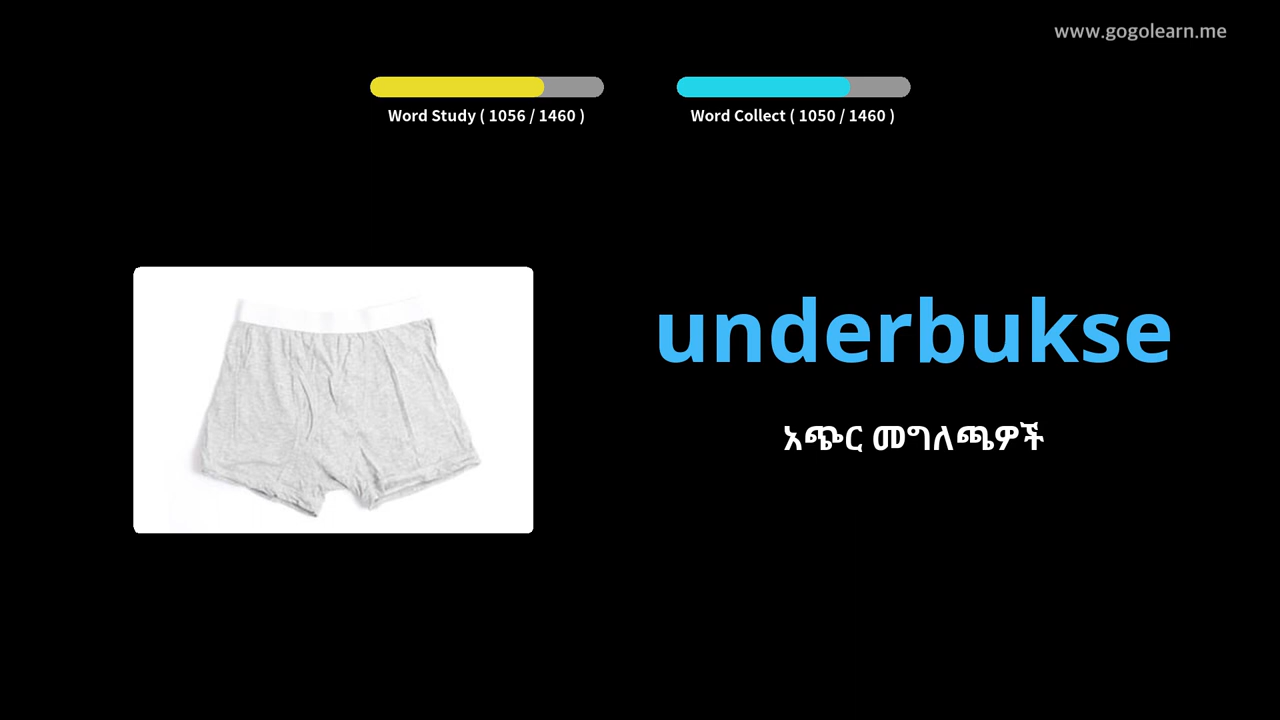 www.gogolearn.me
Word Study ( 1056 / 1460 )
Word Collect ( 1050 / 1460 )
underbukse
አጭር መግለጫዎች